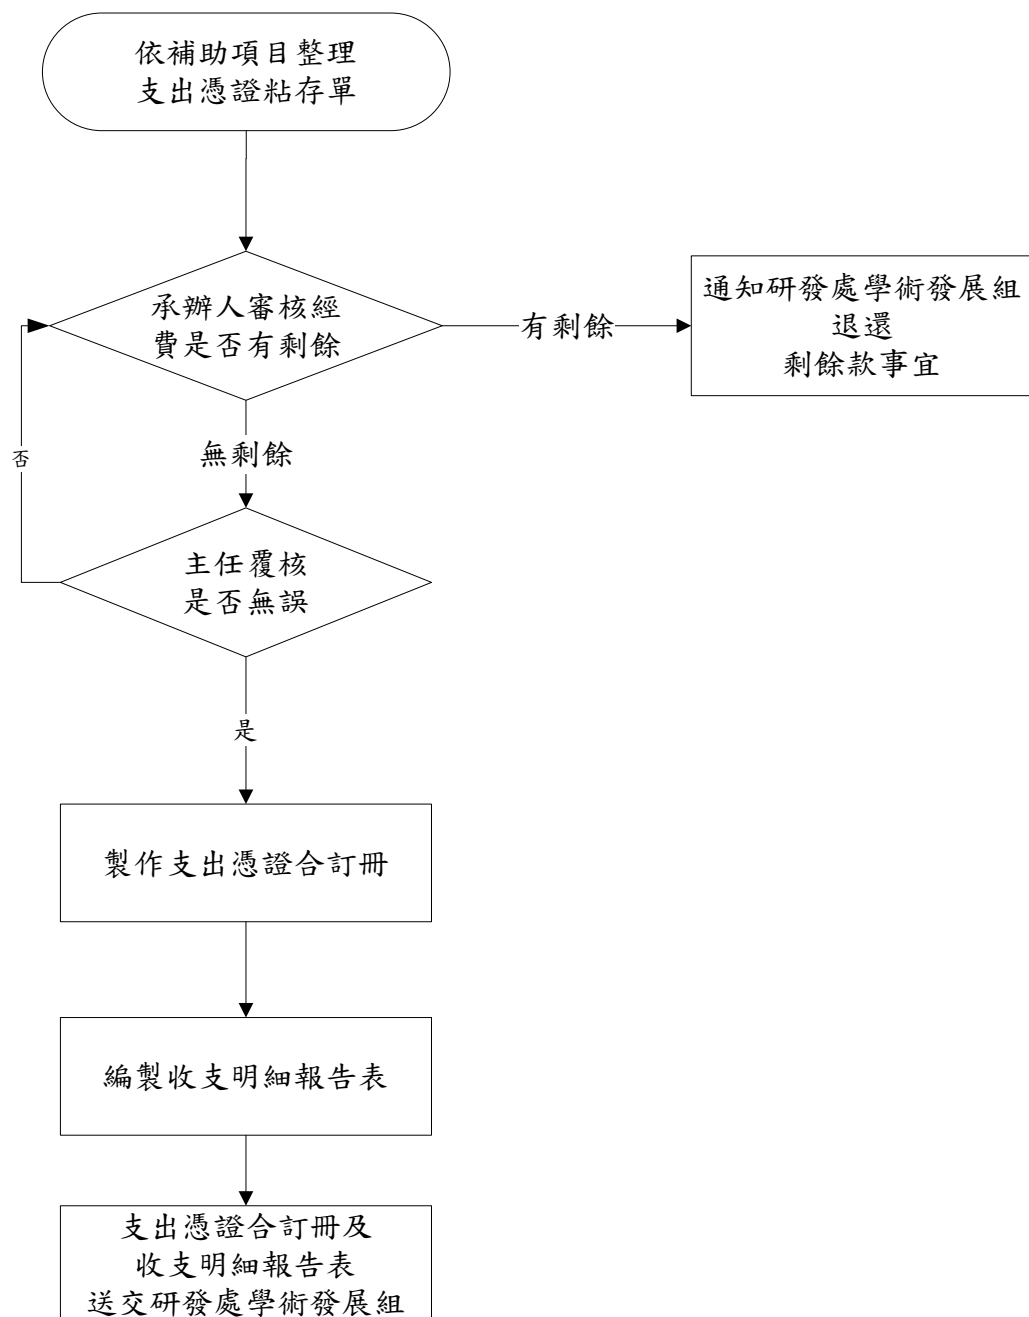 依補助項目整理
支出憑證粘存單
承辦人審核經
費是否有剩餘
有剩餘
通知研發處學術發展組
退還
剩餘款事宜
無剩餘
否
主任覆核
是否無誤
是
製作支出憑證合訂冊
編製收支明細報告表
支出憑證合訂冊及
收支明細報告表
送交研發處學術發展組